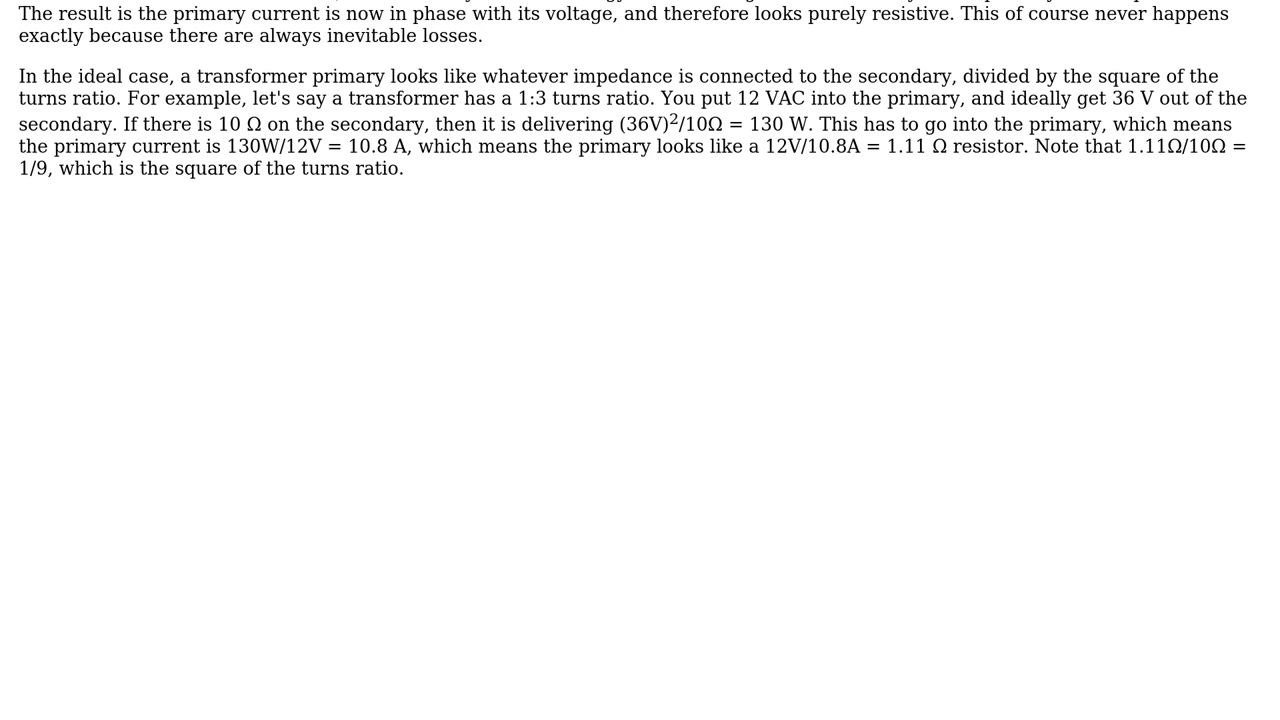 The result is the primary current is now in phase with its voltage, and therefore looks purely resistive. This of course never happens
exactly because there are always inevitable losses.
In the ideal case, a transformer primary looks like whatever impedance is connected to the secondary, divided by the square of the
turns ratio. For example, let's say a transformer has a 1:3 turns ratio. You put 12 VAC into the primary, and ideally get 36 V out of the
secondary. If there is 10 Ω on the secondary, then it is delivering (36V)²/10Ω = 130 W. This has to go into the primary, which means
the primary current is 130W/12V = 10.8 A, which means the primary looks like a 12V/10.8A = 1.11 Ω resistor. Note that 1.11Ω/10Ω =
1/9, which is the square of the turns ratio.